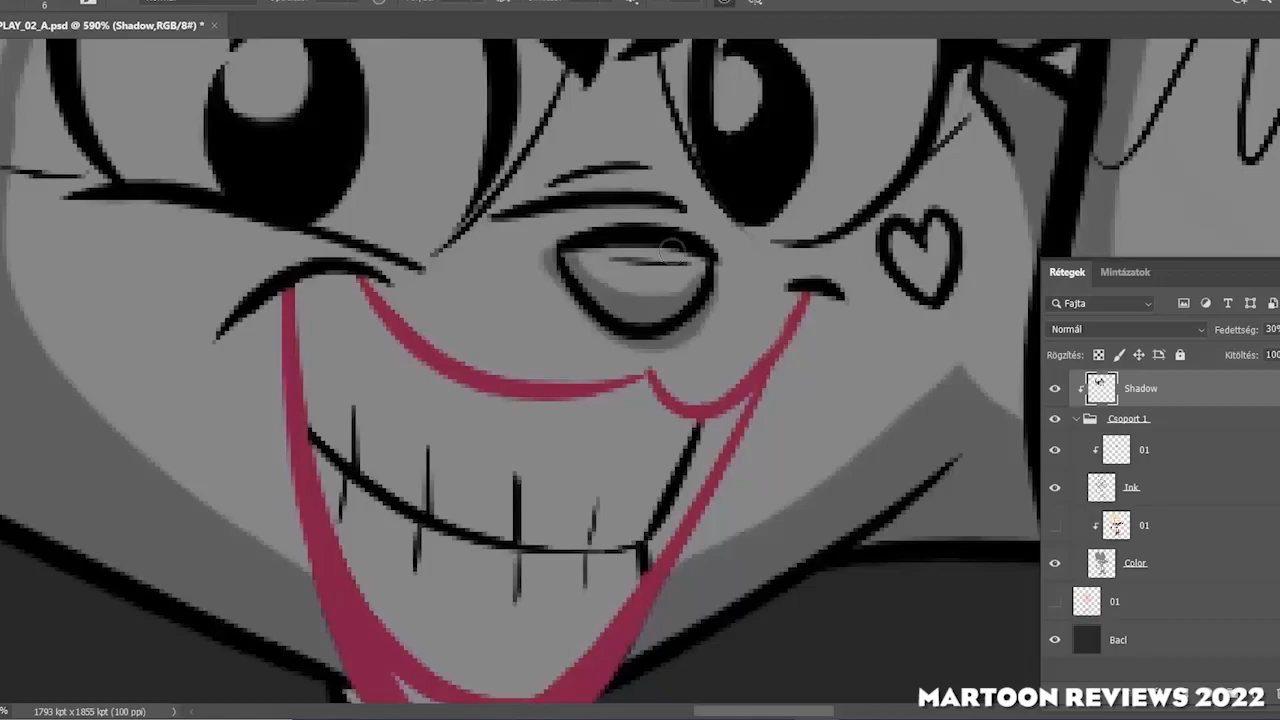 6
PLAY_02_A.psd @ 590% (Shadow,RGB/8#) *
Rétegek Mintázatok
Fajta
Normál Fedettség: 30%
Rögzítés: Kitöltés: 100
Shadow
Csoport 1
01
Ink
01
Color
01
Bacl
% 1793 kpt x 1855 kpt (100 ppi)
MARTOON REVIEWS 2022